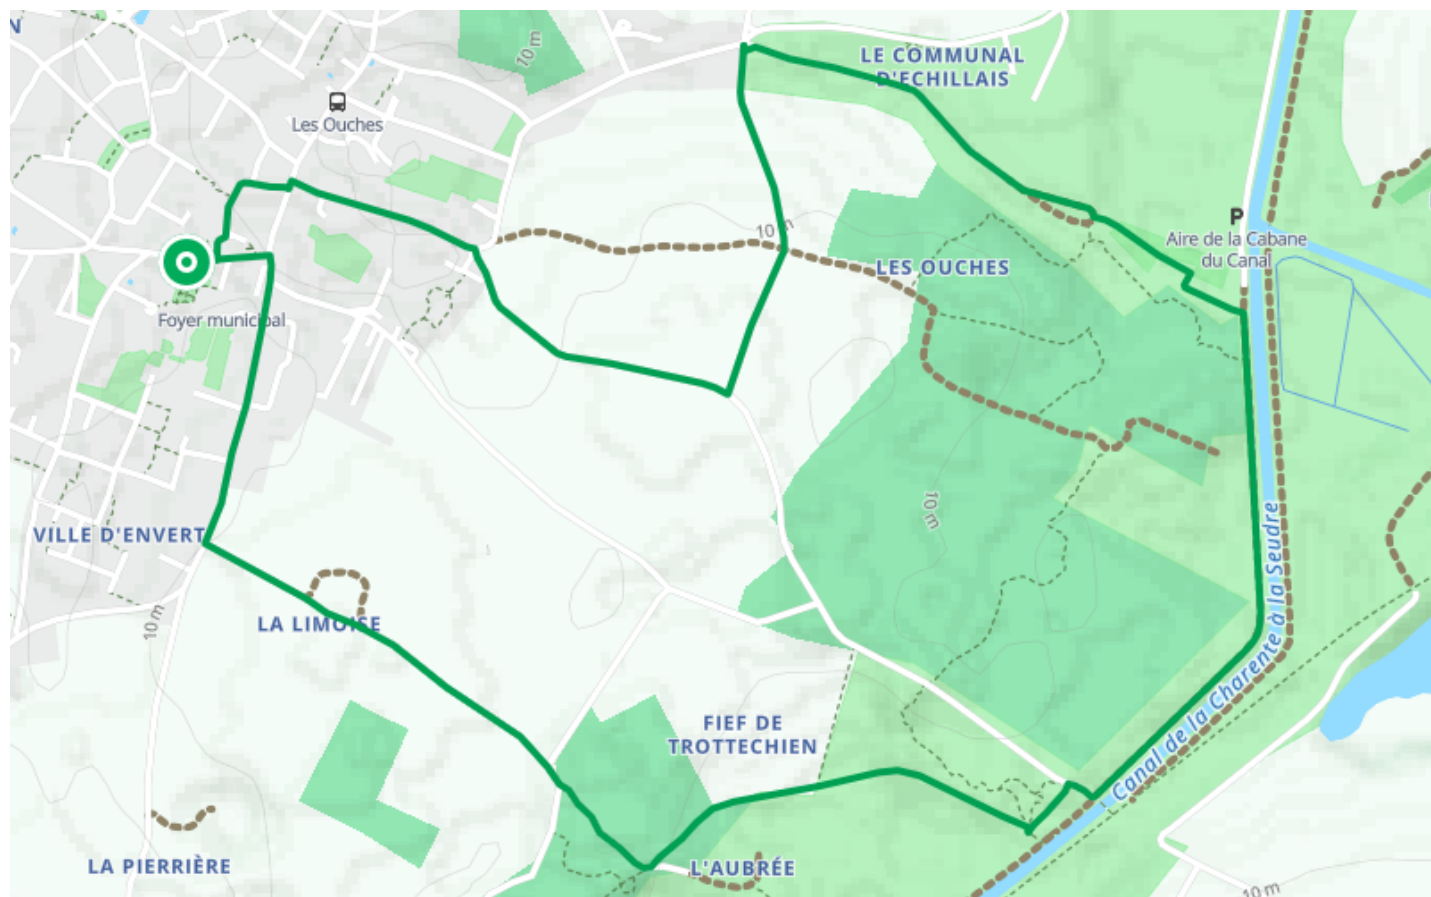 N
10 m
LE COMMUNAL
D'ECHILLAIS
Les Ouches
P
10 m
Aire de la Cabane
du Canal
LES OUCHES
Foyer municipal
10 m
VILLE D'ENVERT
Canal de la Charente à la Seudre
10 m
LA LIMOISE
FIEF DE
TROTTECHIEN
LA PIERRIÈRE
L'AUBRÉE
10 m